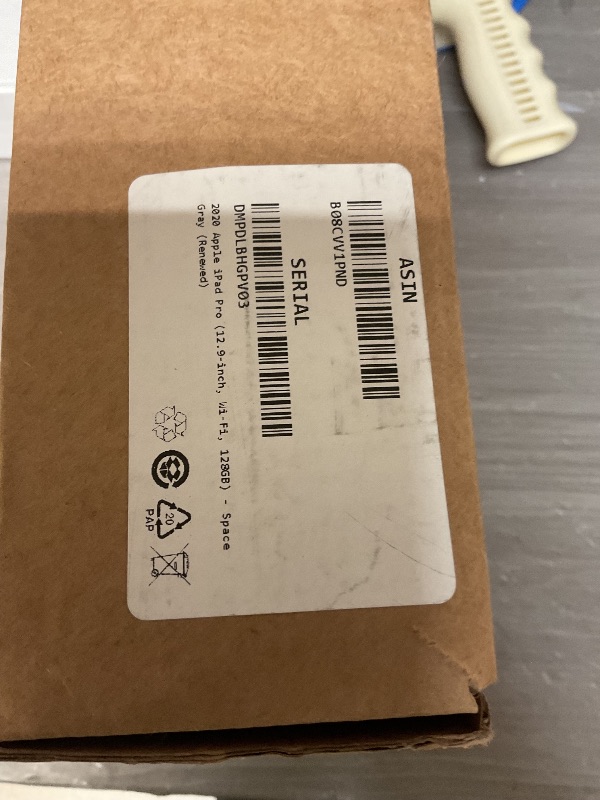 ASIN
B08CVV1PND
SERIAL
DMPDLBHGPV03
2020 Apple iPad Pro (12.9-inch, Wi-Fi, 128GB) - Space
Gray (Renewed)
20
PAP